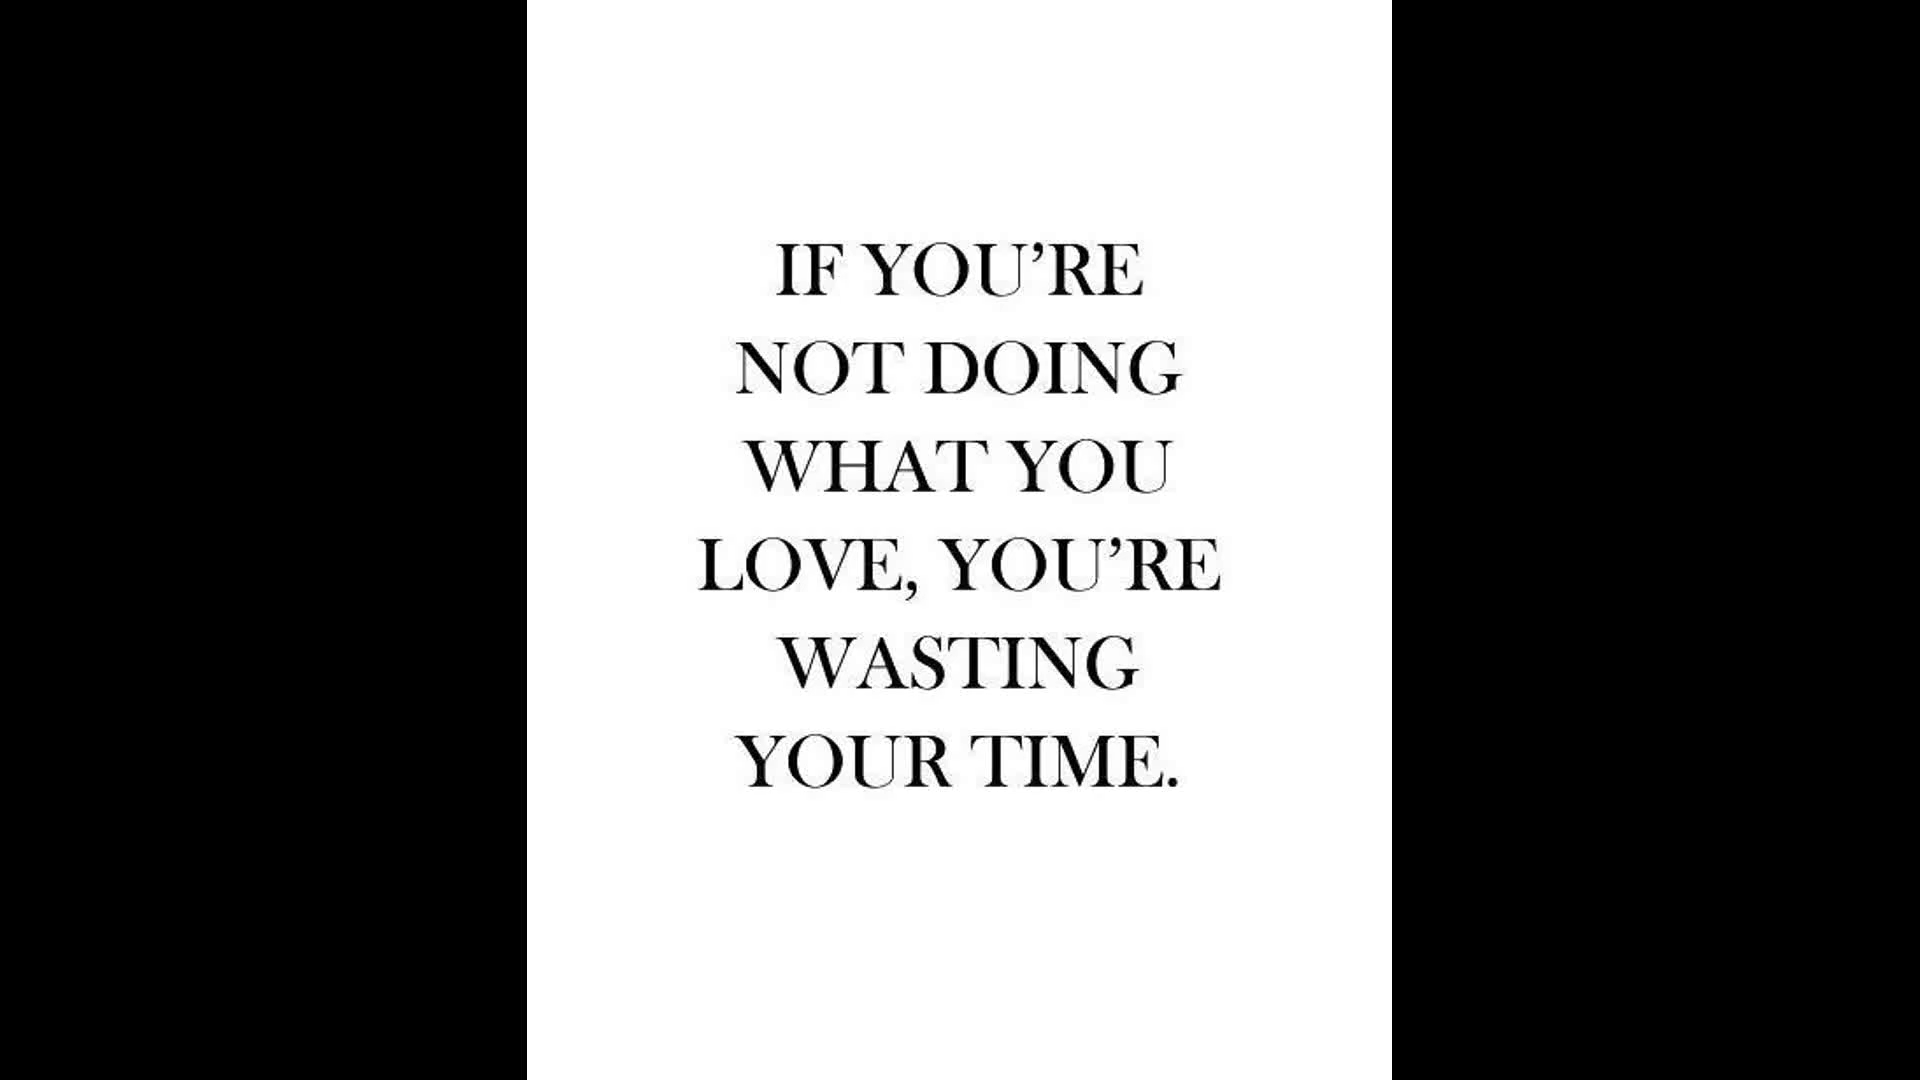 IF YOU’RE
NOT DOING
WHAT YOU
LOVE, YOU’RE
WASTING
YOUR TIME.